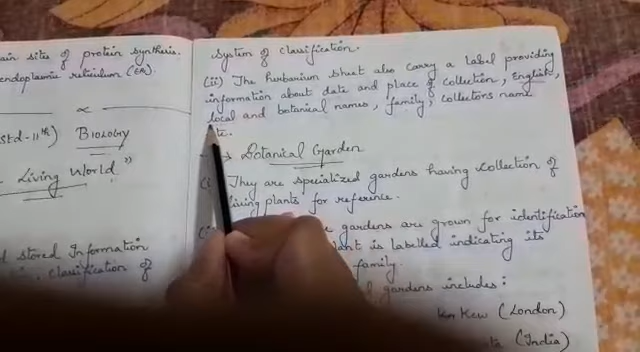 ain sites of protein synthesis.
endoplasmic reticulum (ER)
∝
(Std-11th) Biology
Living World"
d stored Information
classification of
system of classification.
(ii) The herbarium sheet also carry a label providing
information about date and place of collection, English,
local and botanical names, family, collectors name
etc.
→ Botanical Garden
They are specialized gardens having collection of
living plants for reference.
gardens are grown for identification
plant is labelled indicating its
family.
gardens includes:
Kew (London)
(India)